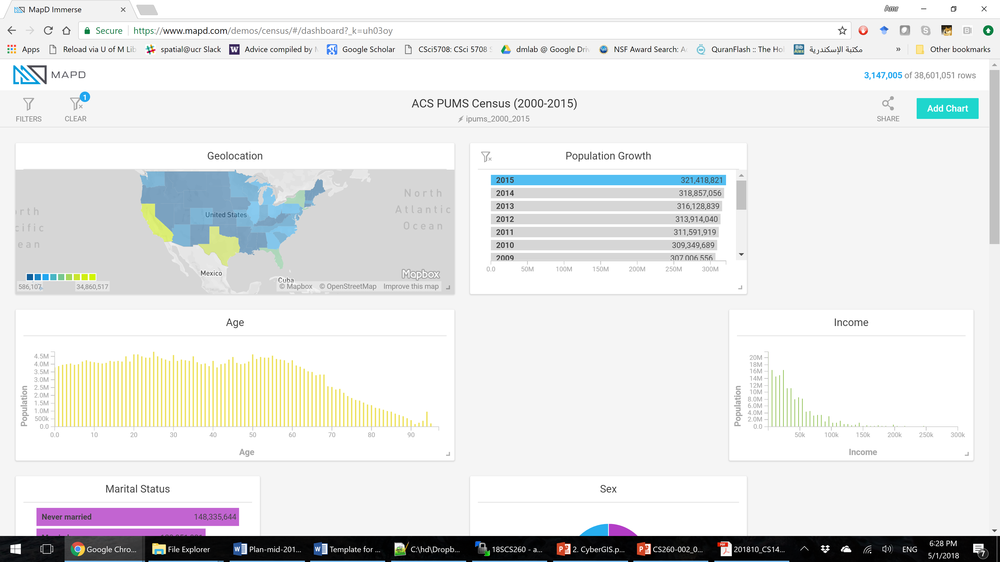 MapD Immerse
Amr
Secure https://www.mapd.com/demos/census/#/dashboard?_k=uh03oy
Apps Reload via U of M Lib spatial@ucr Slack Advice compiled by Google Scholar CSci5708: CSci 5708 dmlab @ Google Driv NSF Award Search: QuranFlash :: The Hol مكتبة الإسكندرية » Other bookmarks
MAPD
3,147,005 of 38,601,051 rows
FILTERS
1
CLEAR
ACS PUMS Census (2000-2015)
ipums_2000_2015
SHARE
Add Chart
Geolocation
North
Atlantic
Ocean
rth
cific
ean
United States
Mexico
Cuba
Mapbox
586,107 34,860,517
© Mapbox © OpenStreetMap Improve this map
Population Growth
2015 321,418,821
2014 318,857,056
2013 316,128,839
2012 313,914,040
2011 311,591,919
2010 309,349,689
2009 307,006,556
0.0 50M 100M 150M 200M 250M 300M
Age
Population
4.5M
4.0M
3.5M
3.0M
2.5M
2.0M
1.5M
1.0M
500k
0.0
0.0 10 20 30 40 50 60 70 80 90
Age
Income
Population
20M
18M
16M
14M
12M
10M
8.0M
6.0M
4.0M
2.0M
0.0
50k 100k 150k 200k 250k 300k
Income
Marital Status
Never married 148,335,644
Sex
Google Chro... File Explorer Plan-mid-201... Template for ... C:\hd\Dropb... 18SCS260 - a... 2. CyberGIS.p... CS260-002_0... 201810_CS14... ENG
6:28 PM
5/1/2018
7